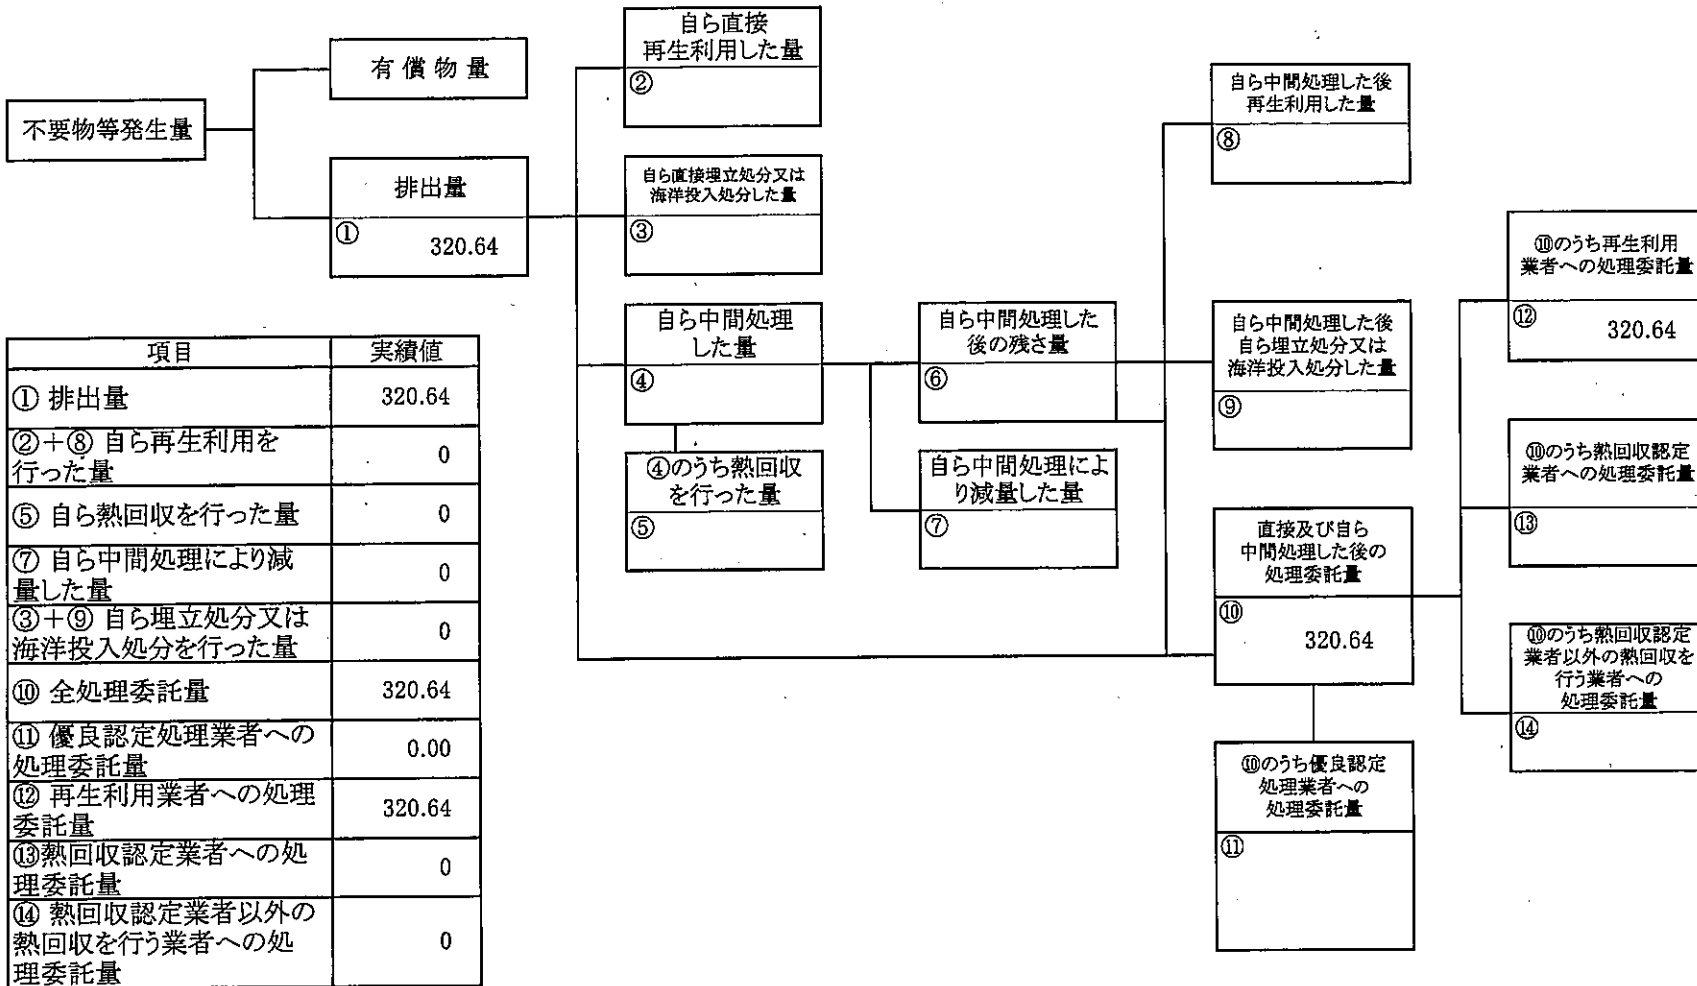 不要物等発生量
有償物量
排出量
①
320.64
自ら直接
再生利用した量
②
自ら直接埋立処分又は
海洋投入処分した量
③
自ら中間処理
した量
④
④のうち熱回収
を行った量
⑤
自ら中間処理した
後の残さ量
⑥
自ら中間処理によ
り減量した量
⑦
自ら中間処理した後
再生利用した量
⑧
自ら中間処理した後
自ら埋立処分又は
海洋投入処分した量
⑨
直接及び自ら
中間処理した後の
処理委託量
⑩
320.64
⑩のうち優良認定
処理業者への
処理委託量
⑪
⑩のうち再生利用
業者への処理委託量
⑫
320.64
⑩のうち熱回収認定
業者への処理委託量
⑬
⑩のうち熱回収認定
業者以外の熱回収を
行う業者への
処理委託量
⑭
項目 実績値
① 排出量 320.64
②+⑧ 自ら再生利用を
行った量 0
⑤ 自ら熱回収を行った量 0
⑦ 自ら中間処理により減
量した量 0
③+⑨ 自ら埋立処分又は
海洋投入処分を行った量 0
⑩ 全処理委託量 320.64
⑪ 優良認定処理業者への
処理委託量 0.00
⑫ 再生利用業者への処理
委託量 320.64
⑬熱回収認定業者への処
理委託量 0
⑭ 熱回収認定業者以外の
熱回収を行う業者への処
理委託量 0